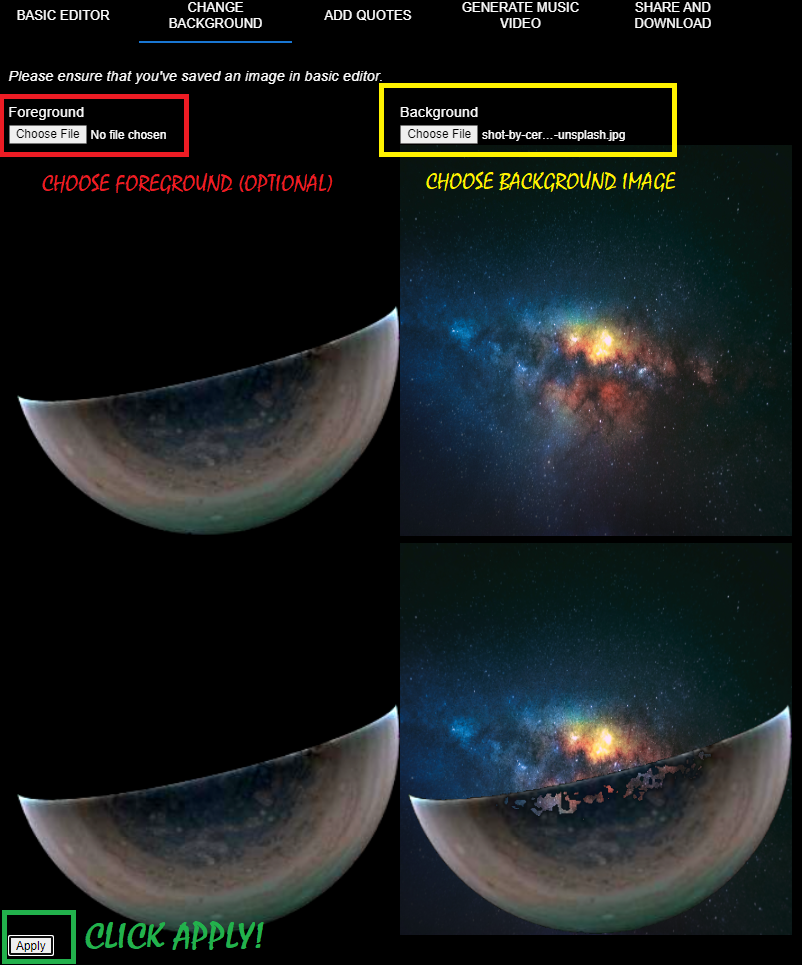 BASIC EDITOR
CHANGE
BACKGROUND
ADD QUOTES
GENERATE MUSIC
VIDEO
SHARE AND
DOWNLOAD
Please ensure that you've saved an image in basic editor.
Foreground
Choose File No file chosen
Background
Choose File shot-by-cer...-unsplash.jpg
CHOOSE FOREGROUND (OPTIONAL)
CHOOSE BACKGROUND IMAGE
Apply
CLICK APPLY!